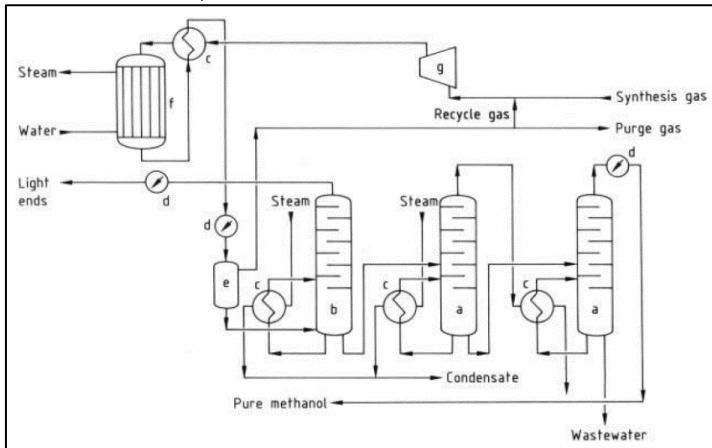 c
g
Steam
f
Synthesis gas
Recycle gas
Water
Purge gas
d
Light
ends
d
Steam
Steam
d
e
c
c
c
b
a
a
Condensate
Pure methanol
Wastewater